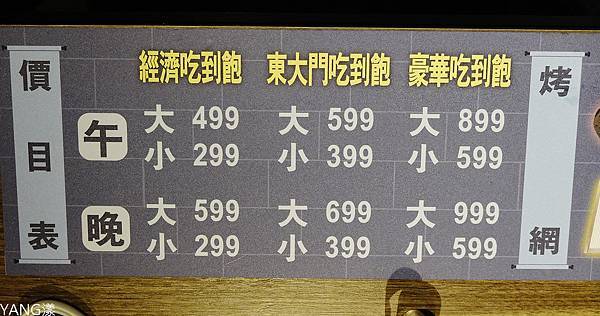 價目表
經濟吃到飽 東大門吃到飽 豪華吃到飽
午
大 499 大 599 大 899
小 299 小 399 小 599
晚
大 599 大 699 大 999
小 299 小 399 小 599
烤網
YANG漾